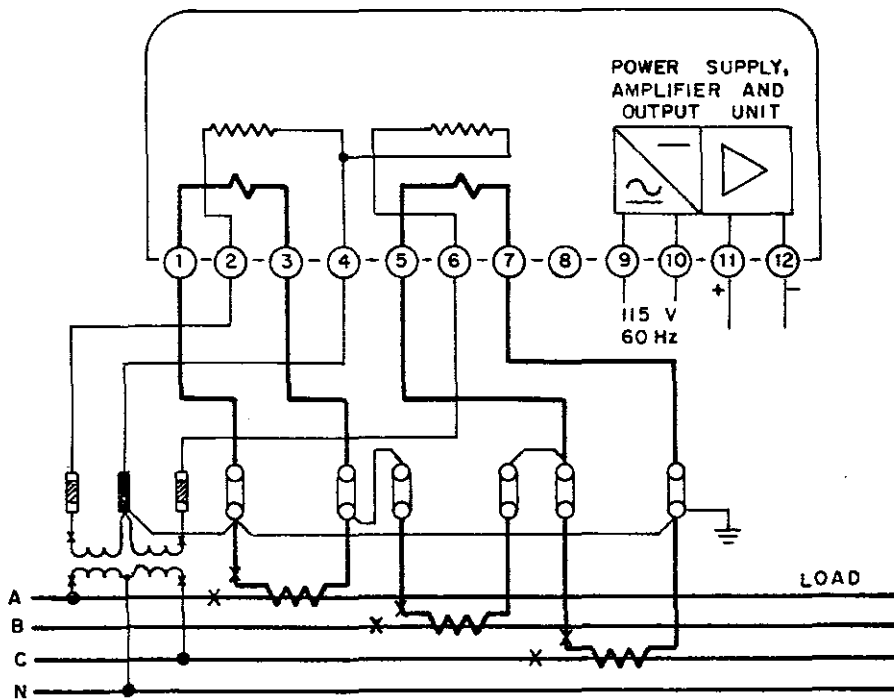 POWER SUPPLY,
AMPLIFIER AND
OUTPUT UNIT
1 2 3 4 5 6 7 8 9 10 11 12
+ −
115 V
60 Hz
LOAD
A
B
C
N